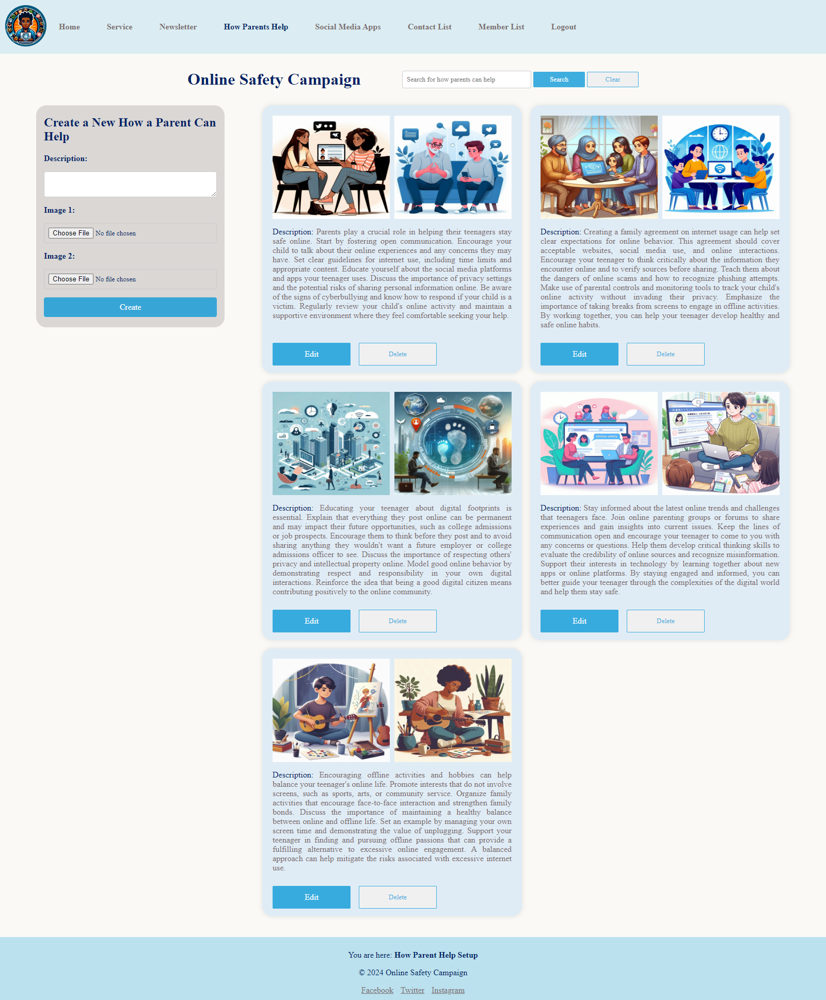 Home Service Newsletter How Parents Help Social Media Apps Contact List Member List Logout
Online Safety Campaign
Search for how parents can help Search Clear
Create a New How a Parent Can
Help
Description:
Image 1:
Choose File No file chosen
Image 2:
Choose File No file chosen
Create
Description: Parents play a crucial role in helping their teenagers stay
safe online. Start by fostering open communication. Encourage your
child to talk about their online experiences and any concerns they may
have. Set clear guidelines for internet use, including time limits and
appropriate content. Educate yourself about the social media platforms
and apps your teenager uses. Discuss the importance of privacy settings
and the potential risks of sharing personal information online. Be aware
of the signs of cyberbullying and know how to respond if your child is a
victim. Regularly review your child's online activity and maintain a
supportive environment where they feel comfortable seeking your help.
Edit Delete
Description: Creating a family agreement on internet usage can help set
clear expectations for online behavior. This agreement should cover
acceptable websites, social media use, and online interactions.
Encourage your teenager to think critically about the information they
encounter online and to verify sources before sharing. Teach them about
the dangers of online scams and how to recognize phishing attempts.
Make use of parental controls and monitoring tools to track your child's
online activity without invading their privacy. Emphasize the
importance of taking breaks from screens to engage in offline activities.
By working together, you can help your teenager develop healthy and
safe online habits.
Edit Delete
Description: Educating your teenager about digital footprints is
essential. Explain that everything they post online can be permanent
and may impact their future opportunities, such as college admissions
or job prospects. Encourage them to think before they post and to avoid
sharing anything they wouldn't want a future employer or college
admissions officer to see. Discuss the importance of respecting others'
privacy and intellectual property online. Model good online behavior by
demonstrating respect and responsibility in your own digital
interactions. Reinforce the idea that being a good digital citizen means
contributing positively to the online community.
Edit Delete
OnLine safety
Description: Stay informed about the latest online trends and challenges
that teenagers face. Join online parenting groups or forums to share
experiences and gain insights into current issues. Keep the lines of
communication open and encourage your teenager to come to you with
any concerns or questions. Help them develop critical thinking skills to
evaluate the credibility of online sources and recognize misinformation.
Support their interests in technology by learning together about new
apps or online platforms. By staying engaged and informed, you can
better guide your teenager through the complexities of the digital world
and help them stay safe.
Edit Delete
Description: Encouraging offline activities and hobbies can help
balance your teenager's online life. Promote interests that do not involve
screens, such as sports, arts, or community service. Organize family
activities that encourage face-to-face interaction and strengthen family
bonds. Discuss the importance of maintaining a healthy balance
between online and offline life. Set an example by managing your own
screen time and demonstrating the value of unplugging. Support your
teenager in finding and pursuing offline passions that can provide a
fulfilling alternative to excessive online engagement. A balanced
approach can help mitigate the risks associated with excessive internet
use.
Edit Delete
You are here: How Parent Help Setup
© 2024 Online Safety Campaign
Facebook Twitter Instagram